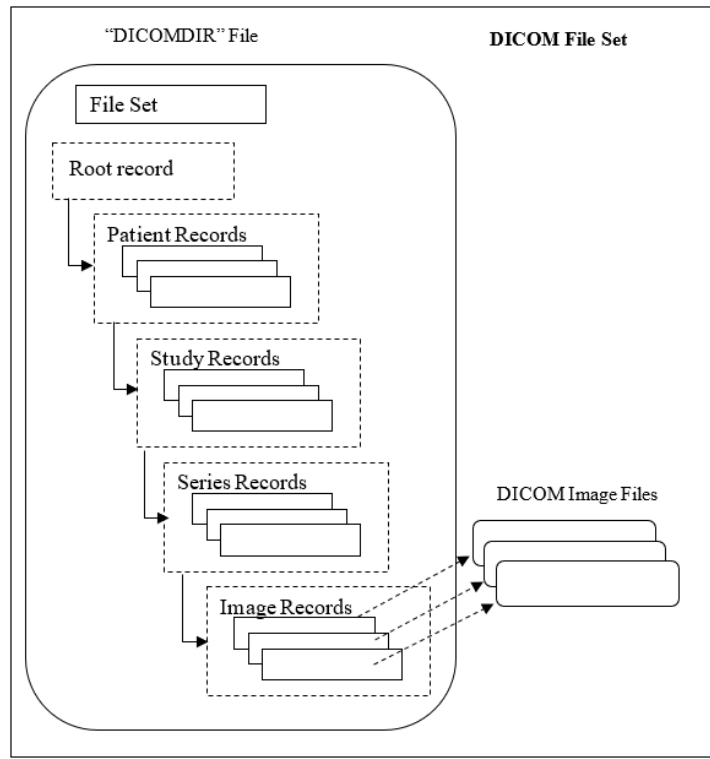 “DICOMDIR” File
DICOM File Set
File Set
Root record
Patient Records
Study Records
Series Records
DICOM Image Files
Image Records